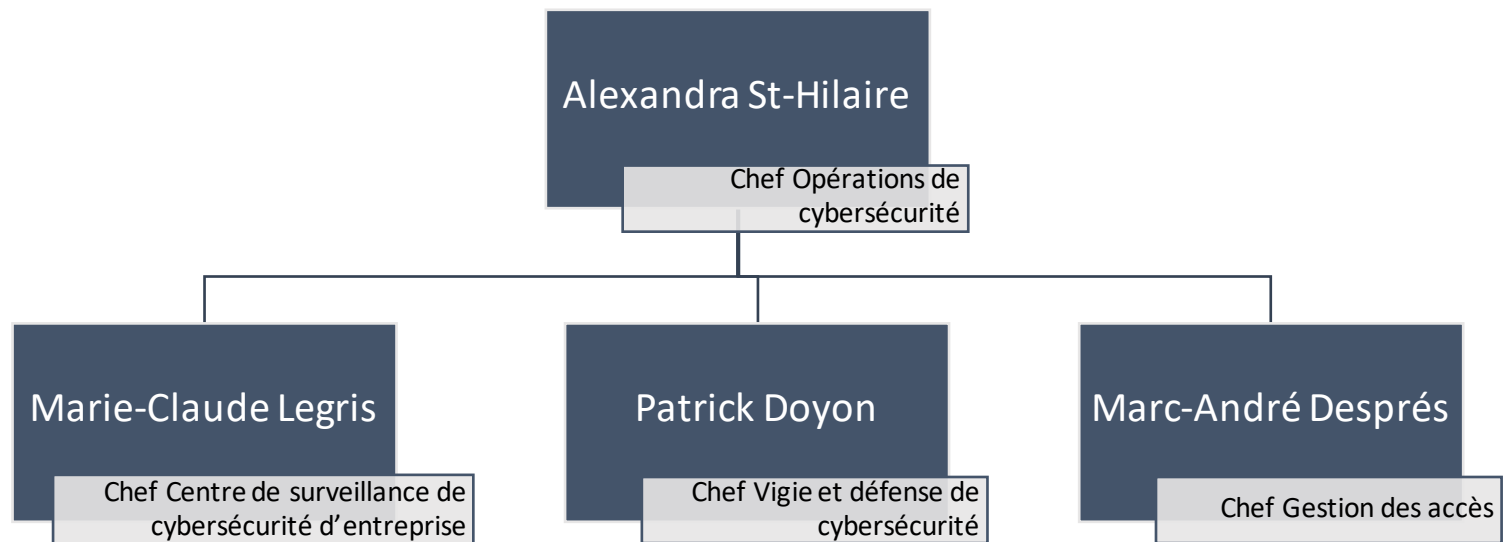 Alexandra St-Hilaire
Chef Opérations de
cybersécurité
Marie-Claude Legris
Chef Centre de surveillance de
cybersécurité d'entreprise
Patrick Doyon
Chef Vigie et défense de
cybersécurité
Marc-André Després
Chef Gestion des accès